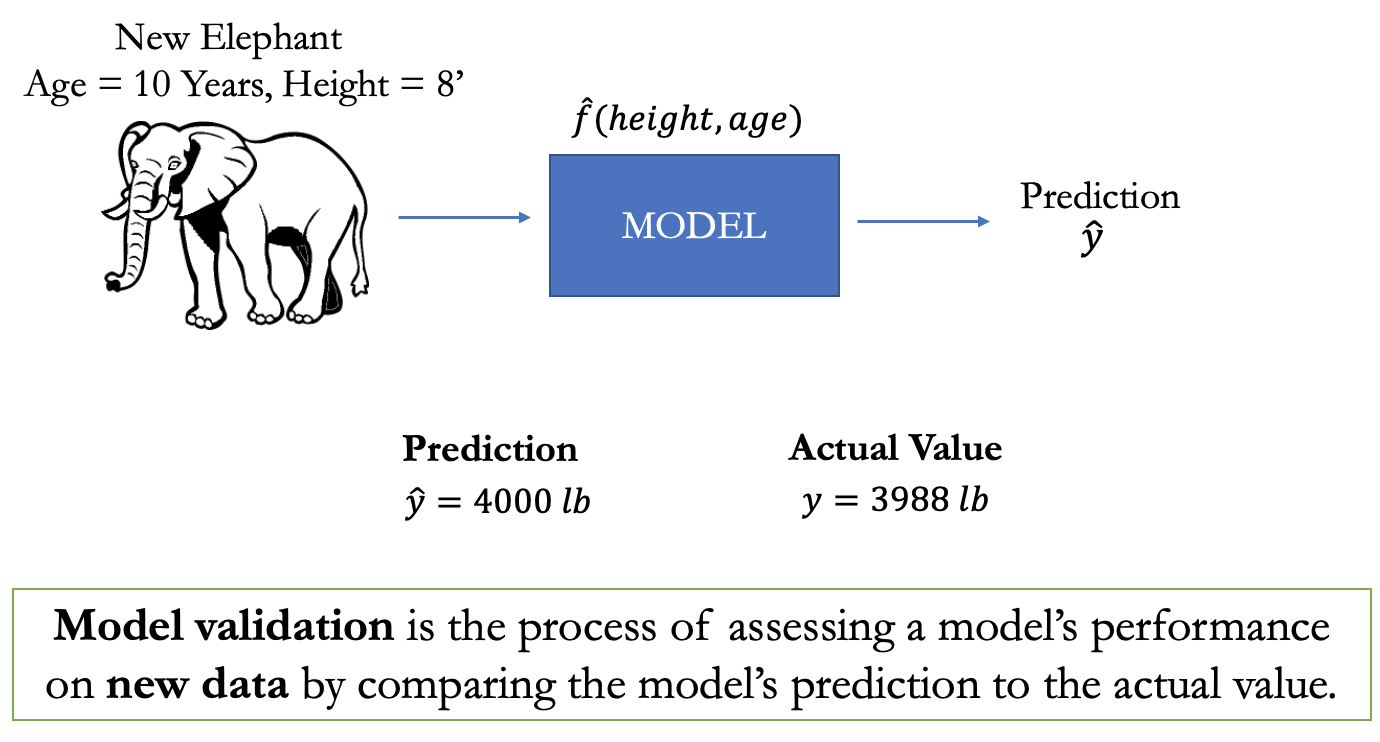 New Elephant
Age = 10 Years, Height = 8’
f̂(height, age)
MODEL
Prediction
ŷ
Prediction
ŷ = 4000 lb
Actual Value
y = 3988 lb
Model validation is the process of assessing a model’s performance
on new data by comparing the model’s prediction to the actual value.